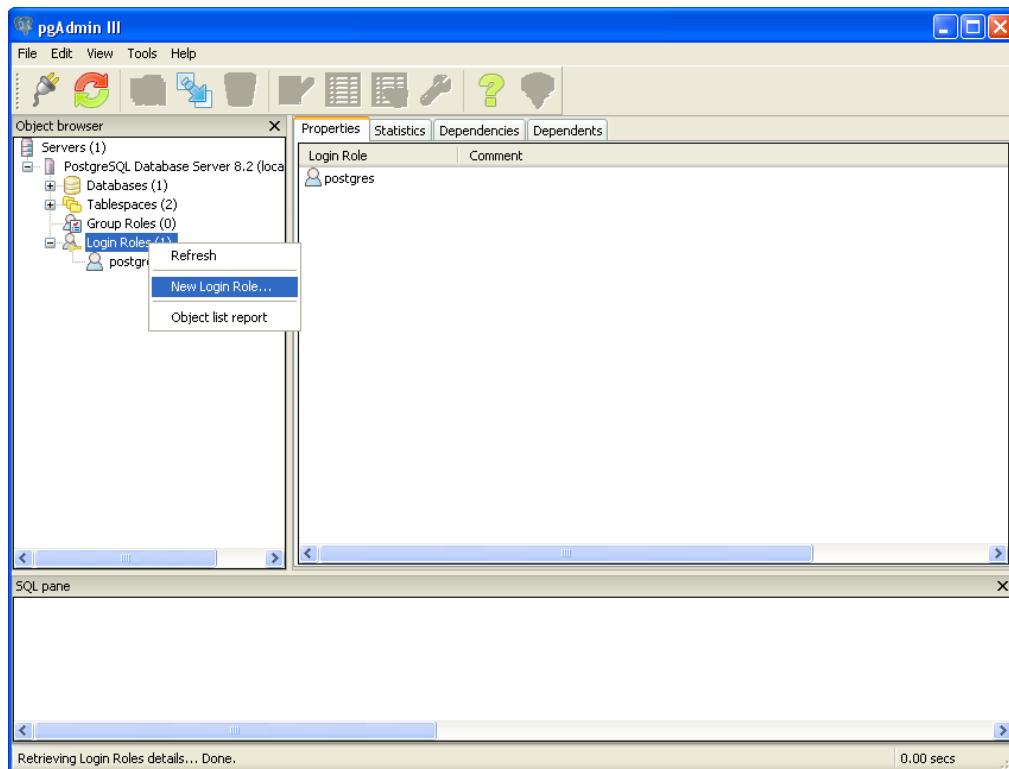 pgAdmin III
File Edit View Tools Help
Object browser
Servers (1)
PostgreSQL Database Server 8.2 (loca
Databases (1)
Tablespaces (2)
Group Roles (0)
Login Roles (1)
postgr
Refresh
New Login Role...
Object list report
Properties Statistics Dependencies Dependents
Login Role Comment
postgres
SQL pane
Retrieving Login Roles details... Done. 0.00 secs